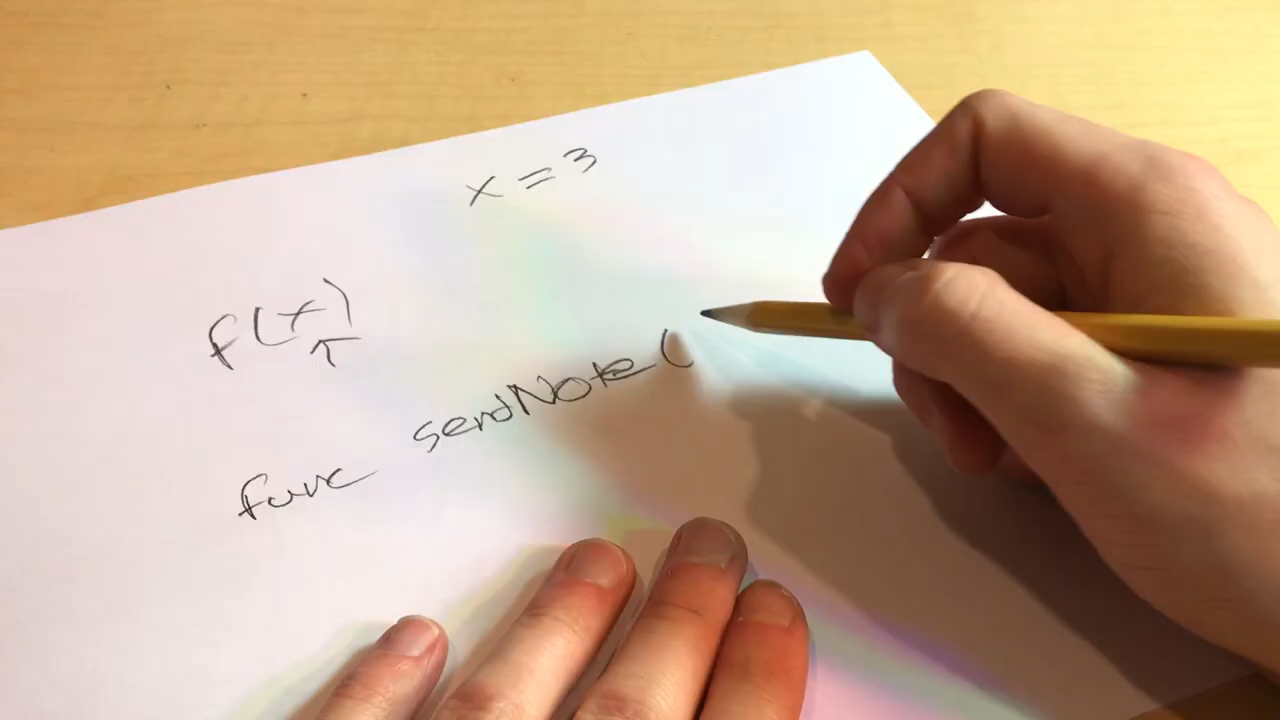 x = 3
f(x)
↑
func sendNote(